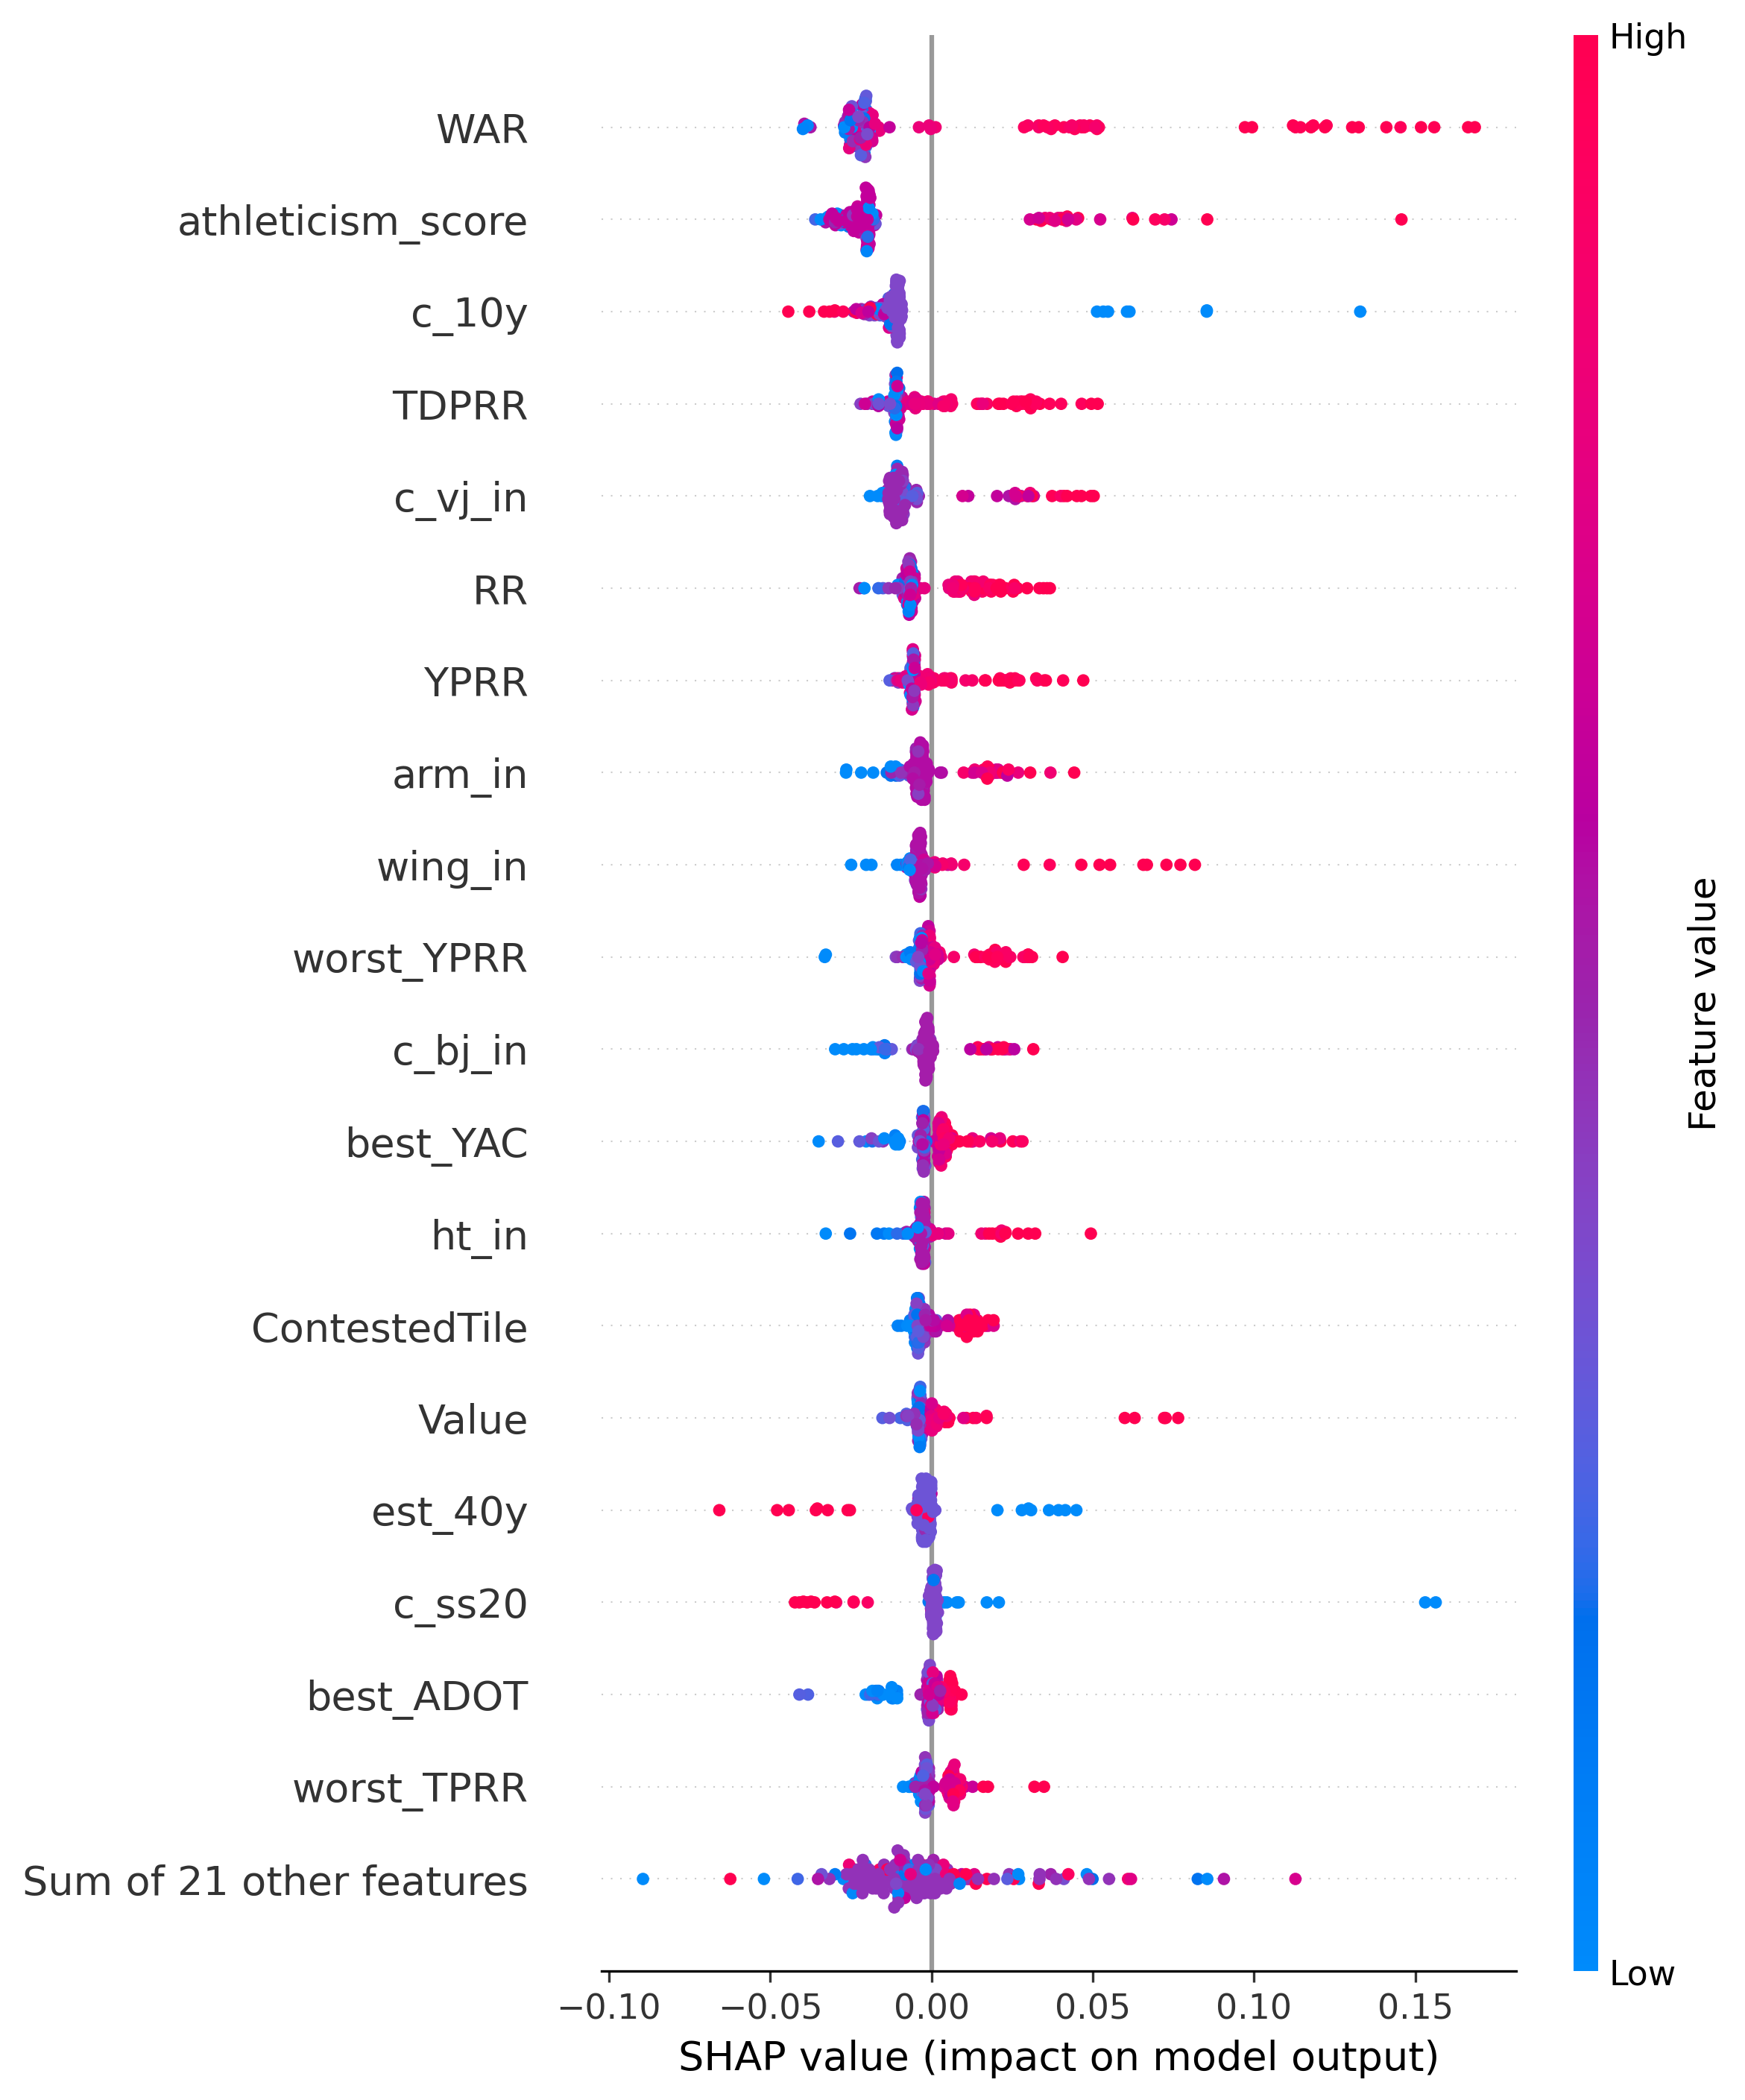 High
WAR
athleticism_score
c_10y
TDPRR
c_vj_in
RR
YPRR
arm_in
wing_in
worst_YPRR
c_bj_in
best_YAC
ht_in
ContestedTile
Value
est_40y
c_ss20
best_ADOT
worst_TPRR
Sum of 21 other features
Feature value
Low
−0.10 −0.05 0.00 0.05 0.10 0.15
SHAP value (impact on model output)